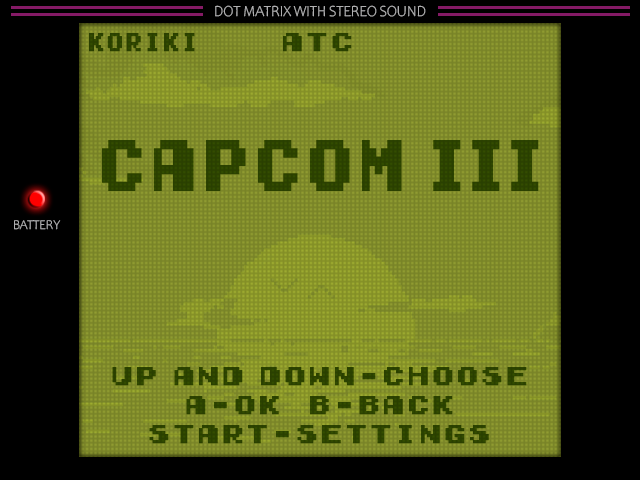 DOT MATRIX WITH STEREO SOUND
KORIKI ATC
CAPCOM III
BATTERY
UP AND DOWN-CHOOSE
A-OK B-BACK
START-SETTINGS